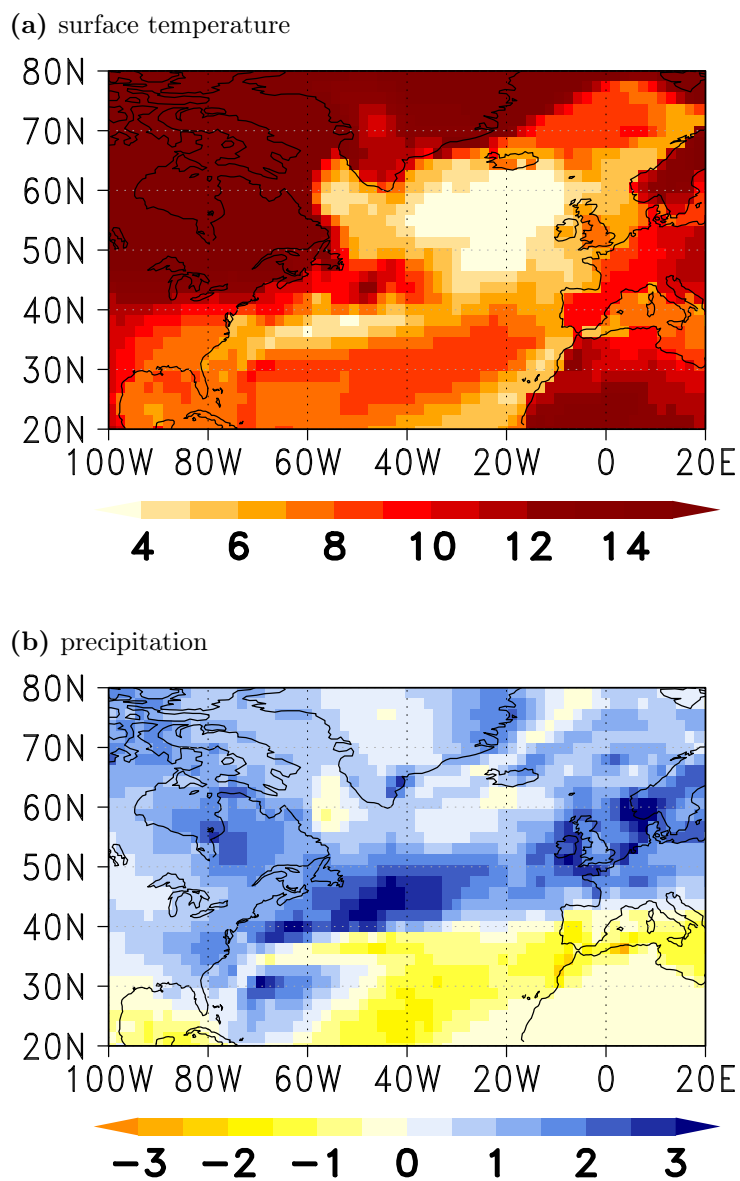 (a) surface temperature
80N
70N
60N
50N
40N
30N
20N
100W 80W 60W 40W 20W 0 20E
4 6 8 10 12 14
(b) precipitation
80N
70N
60N
50N
40N
30N
20N
100W 80W 60W 40W 20W 0 20E
−3 −2 −1 0 1 2 3